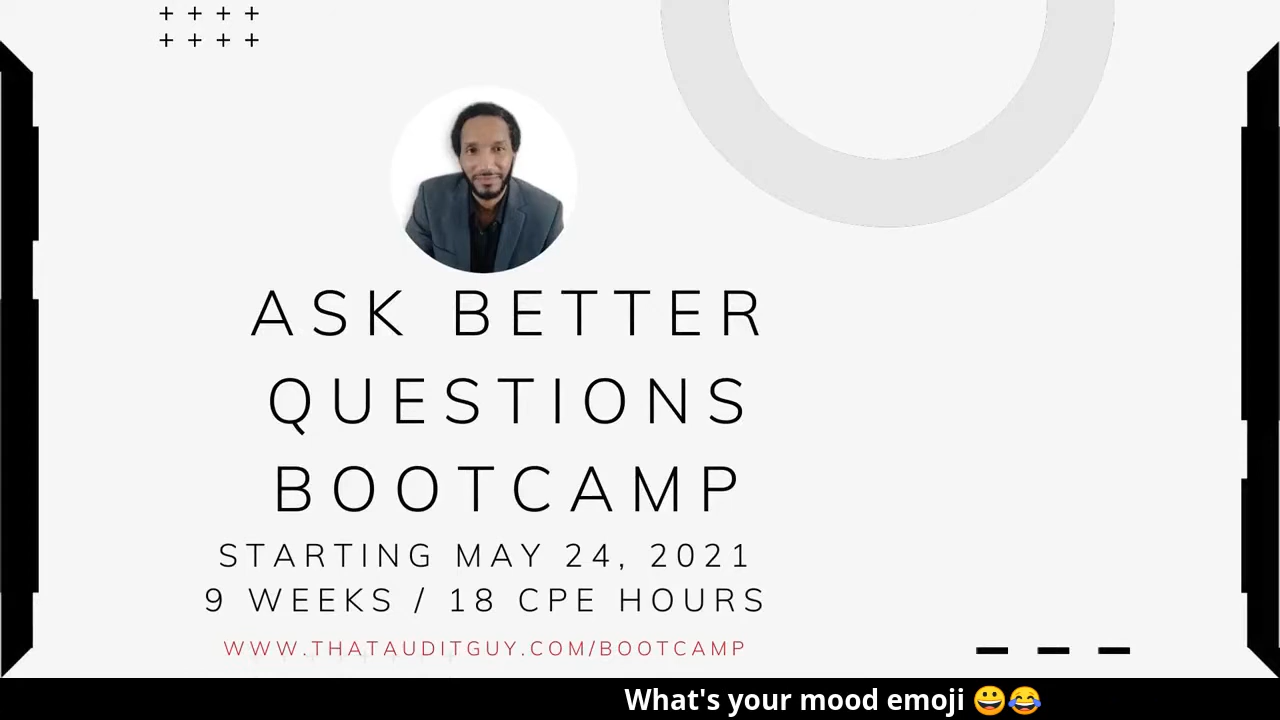 ASK BETTER
QUESTIONS
BOOTCAMP
STARTING MAY 24, 2021
9 WEEKS / 18 CPE HOURS
WWW.THATAUDITGUY.COM/BOOTCAMP
What's your mood emoji 😀😂